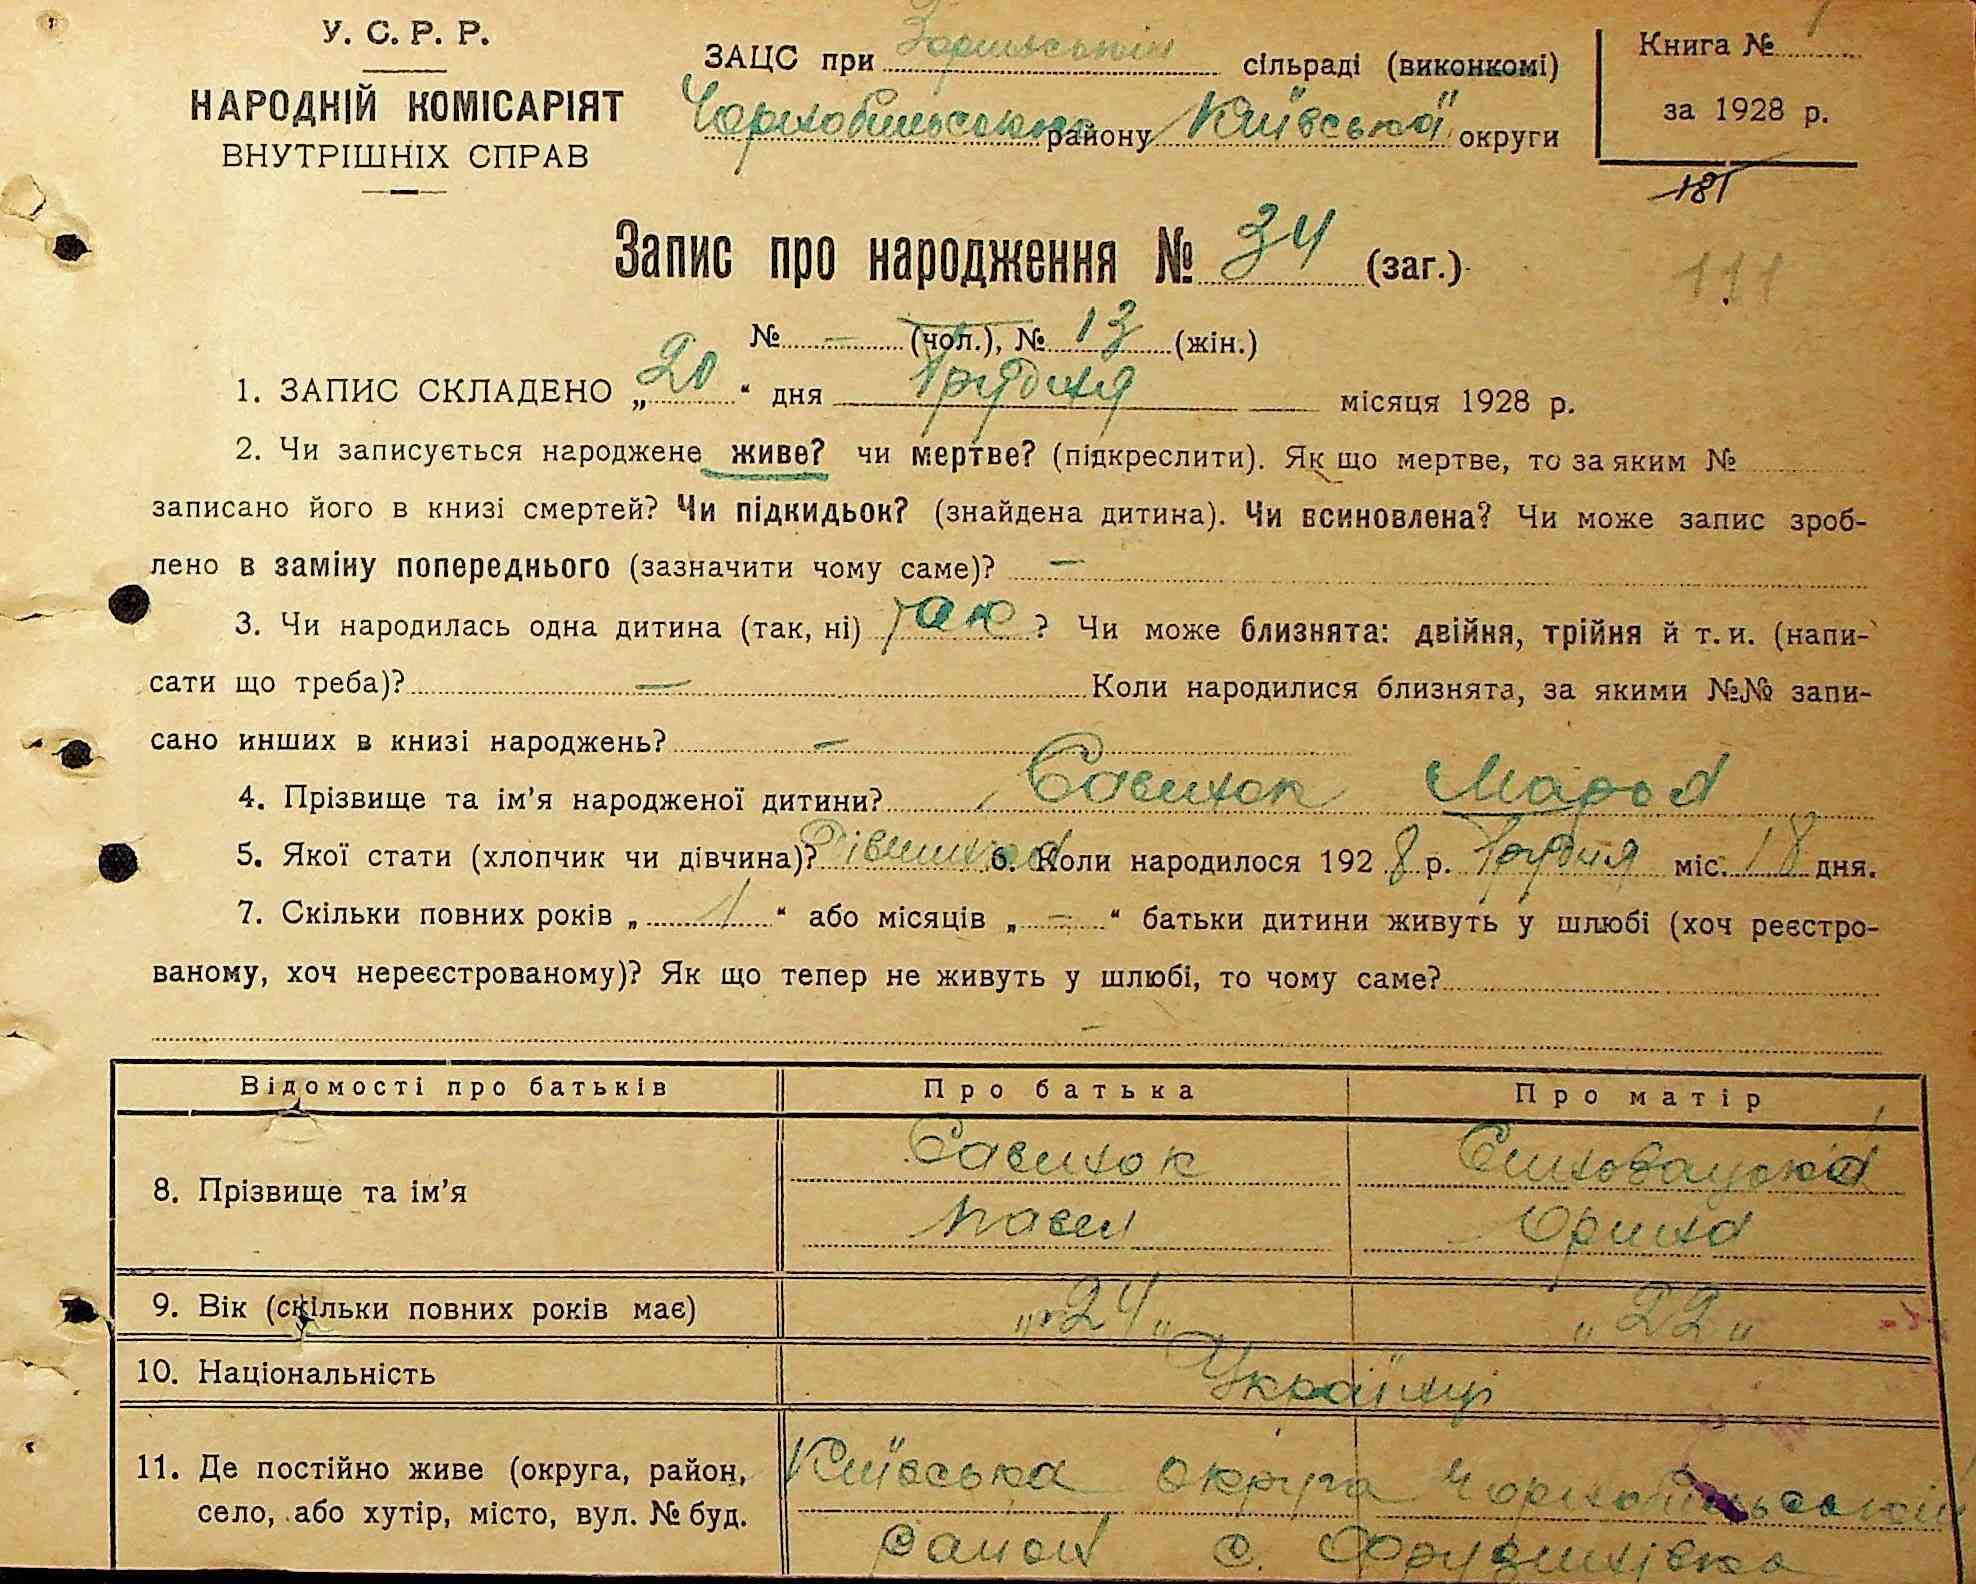 У. С. Р. Р.
НАРОДНІЙ КОМІСАРІЯТ
ВНУТРІШНІХ СПРАВ
ЗАЦС при Зоринській сільраді (виконкомі)
Чорнобильського району Київської округи
Книга №
за 1928 р.
181
Запис про народження № 34 (заг.)
111
№ — (чол.), № 13 (жін.)
1. ЗАПИС СКЛАДЕНО „ 20 “ дня Грудня місяця 1928 р.
2. Чи записується народжене живе? чи мертве? (підкреслити). Як що мертве, то за яким №
записано його в книзі смертей? Чи підкидьок? (знайдена дитина). Чи всиновлена? Чи може запис зроб-
лено в заміну попереднього (зазначити чому саме)? —
3. Чи народилась одна дитина (так, ні) так ? Чи може близнята: двійня, трійня й т. и. (напи-
сати що треба)? — Коли народилися близнята, за якими №№ запи-
сано инших в книзі народжень? —
4. Прізвище та ім'я народженої дитини? Савинок Марія
5. Якої стати (хлопчик чи дівчина)? Дівчина 6. Коли народилося 1928 р. Грудня міс. 18 дня.
7. Скільки повних років „ 1 “ або місяців „ — “ батьки дитини живуть у шлюбі (хоч реєстро-
ваному, хоч нереєстрованому)? Як що тепер не живуть у шлюбі, то чому саме?
—
Відомості про батьків Про батька Про матір
8. Прізвище та ім'я Савинок
Павел Орина
9. Вік (скільки повних років має) „ 24 „ „ 22 „
10. Національність Українці
11. Де постійно живе (округа, район, Київська округа Чорнобильський
село, або хутір, місто, вул. № буд. район с. Фрузинівка